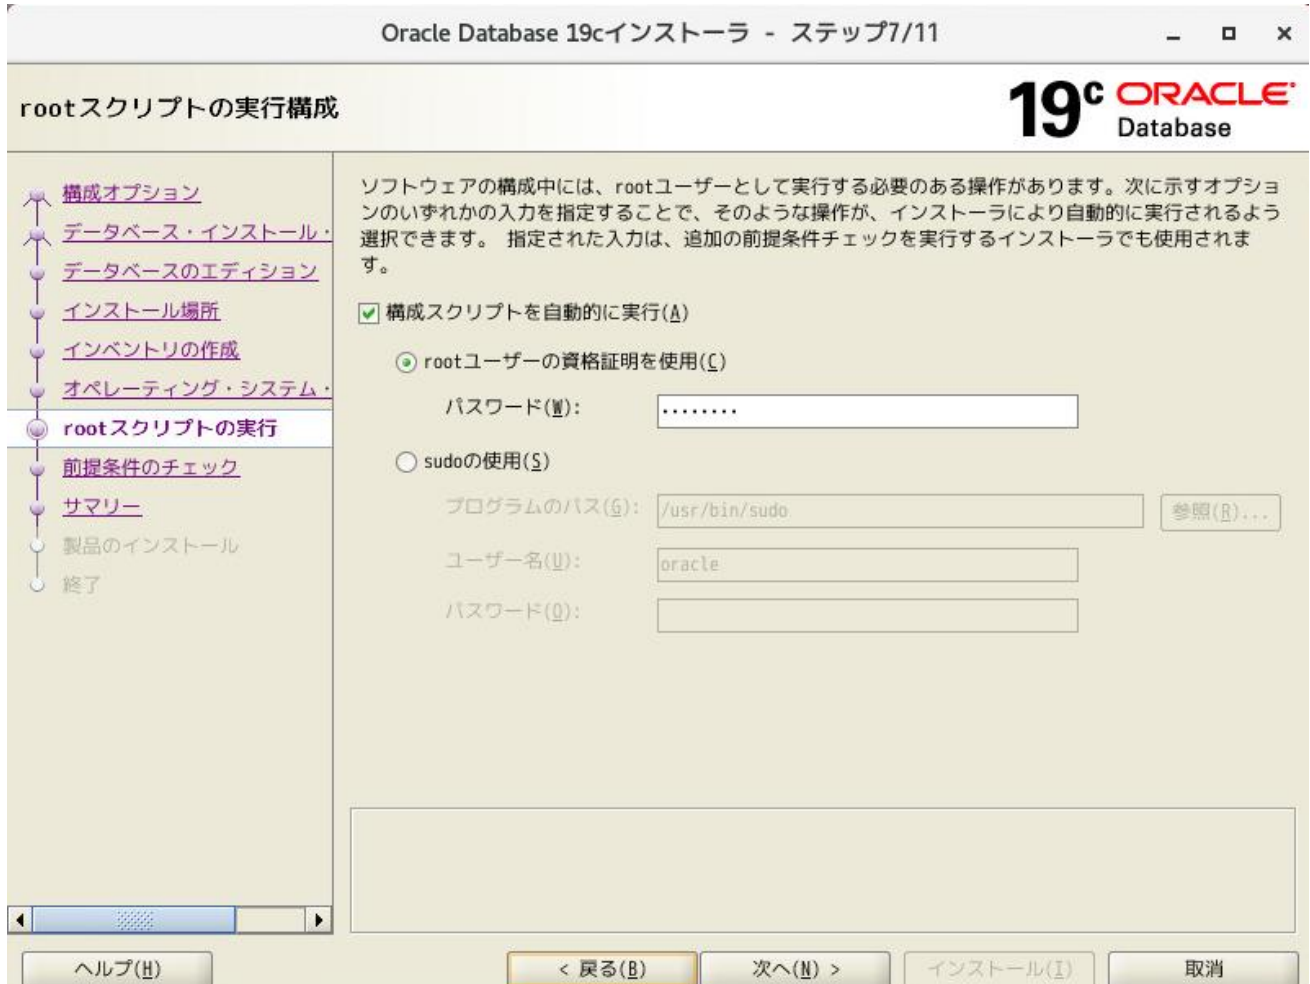 Oracle Database 19cインストーラ - ステップ7/11
rootスクリプトの実行構成
19c ORACLE
Database
構成オプション
データベース・インストール・
データベースのエディション
インストール場所
インベントリの作成
オペレーティング・システム・
rootスクリプトの実行
前提条件のチェック
サマリー
製品のインストール
終了
ソフトウェアの構成中には、rootユーザーとして実行する必要のある操作があります。次に示すオプショ
ンのいずれかの入力を指定することで、そのような操作が、インストーラにより自動的に実行されるよう
選択できます。 指定された入力は、追加の前提条件チェックを実行するインストーラでも使用されま
す。
構成スクリプトを自動的に実行(A)
rootユーザーの資格証明を使用(C)
パスワード(W): ........
sudoの使用(S)
プログラムのパス(G): /usr/bin/sudo 参照(R)...
ユーザー名(U): oracle
パスワード(O):
ヘルプ(H) < 戻る(B) 次へ(N) > インストール(I) 取消